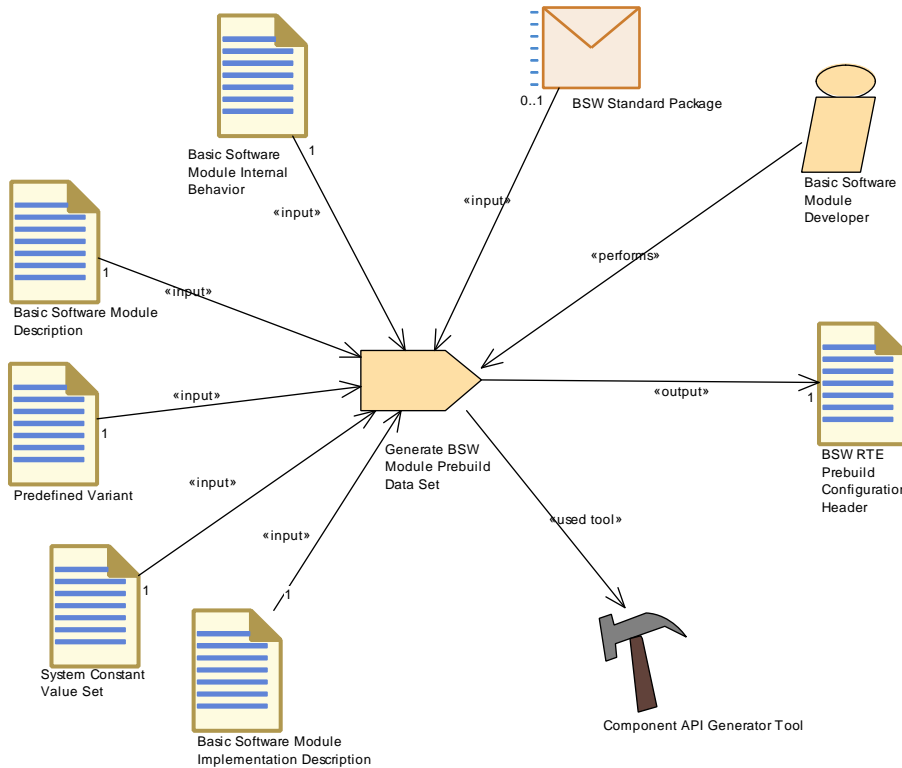 0..1
BSW Standard Package
1
Basic Software
Module Internal
Behavior
«input»
«input»
Basic Software
Module
Developer
«performs»
1
«input»
Basic Software Module
Description
«input»
1
Predefined Variant
«output»
1
Generate BSW
Module Prebuild
Data Set
BSW RTE
Prebuild
Configuration
Header
«input»
«input»
«used tool»
1
1
System Constant
Value Set
Component API Generator Tool
Basic Software Module
Implementation Description